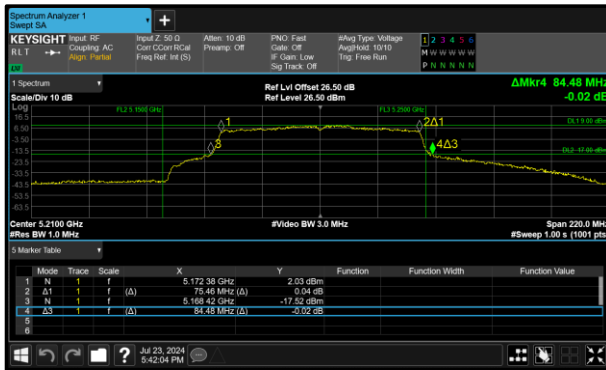 Spectrum Analyzer 1
Swept SA
KEYSIGHT Input: RF Input Z: 50 Ω Atten: 10 dB PNO: Fast #Avg Type: Voltage 1 2 3 4 5 6
RLT Coupling: AC Corr CCorr RCal Preamp: Off Gate: Off Avg|Hold: 10/10 M W W W W W
Align: Partial Freq Ref: Int (S) IF Gain: Low Trig: Free Run
Sig Track: Off P N N N N N
1 Spectrum
Scale/Div 10 dB
Ref Lvl Offset 26.50 dB
Ref Level 26.50 dBm
ΔMkr4 84.48 MHz
-0.02 dB
Log
FL2 5.1500 GHz FL3 5.2500 GHz
16.5
6.50
-3.50
-13.5
-23.5
-33.5
-43.5
-53.5
-63.5
1
2Δ1
3
4Δ3
DL1 9.00 dBm
DL2 -17.00 dBm
Center 5.2100 GHz #Video BW 3.0 MHz Span 220.0 MHz
#Res BW 1.0 MHz #Sweep 1.00 s (1001 pts)
5 Marker Table
Mode Trace Scale X Y Function Function Width Function Value
1 N 1 f 5.172 38 GHz 2.03 dBm
2 Δ1 1 f (Δ) 75.46 MHz (Δ) 0.04 dB
3 N 1 f 5.168 42 GHz -17.52 dBm
4 Δ3 1 f (Δ) 84.48 MHz (Δ) -0.02 dB
5
6
Jul 23, 2024
5:42:04 PM